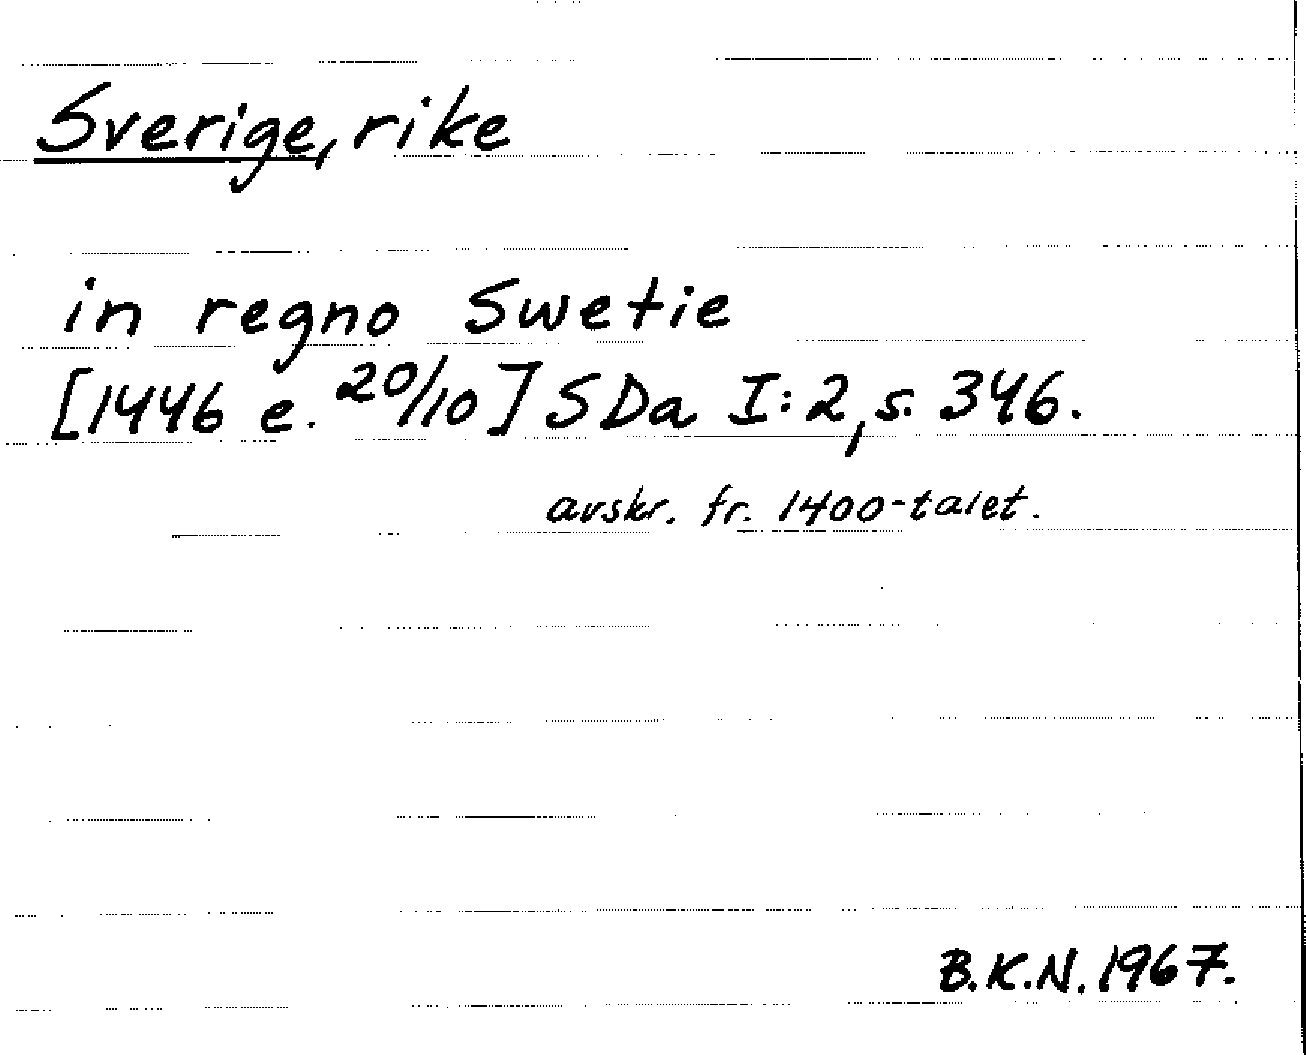 Sverige, rike
in regno Swetie
[1446 e. 20/10] SDa I:2, s. 346.
avskr. fr. 1400-talet.
B.K.N. 1967.